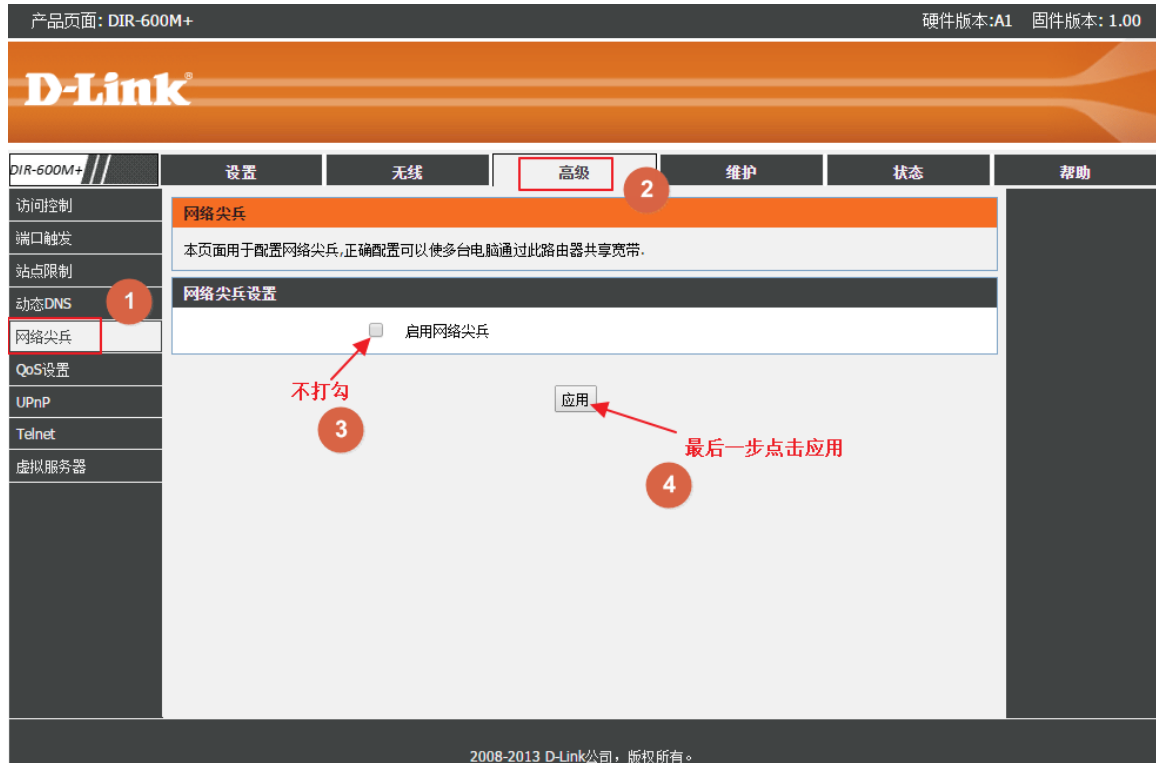 产品页面: DIR-600M+
硬件版本:A1 固件版本: 1.00
D-Link®
DIR-600M+
设置
无线
高级
维护
状态
帮助
2
访问控制
端口触发
站点限制
动态DNS
1
网络尖兵
QoS设置
UPnP
Telnet
虚拟服务器
网络尖兵
本页面用于配置网络尖兵,正确配置可以使多台电脑通过此路由器共享宽带.
网络尖兵设置
启用网络尖兵
不打勾
3
应用
最后一步点击应用
4
2008-2013 D-Link公司，版权所有。